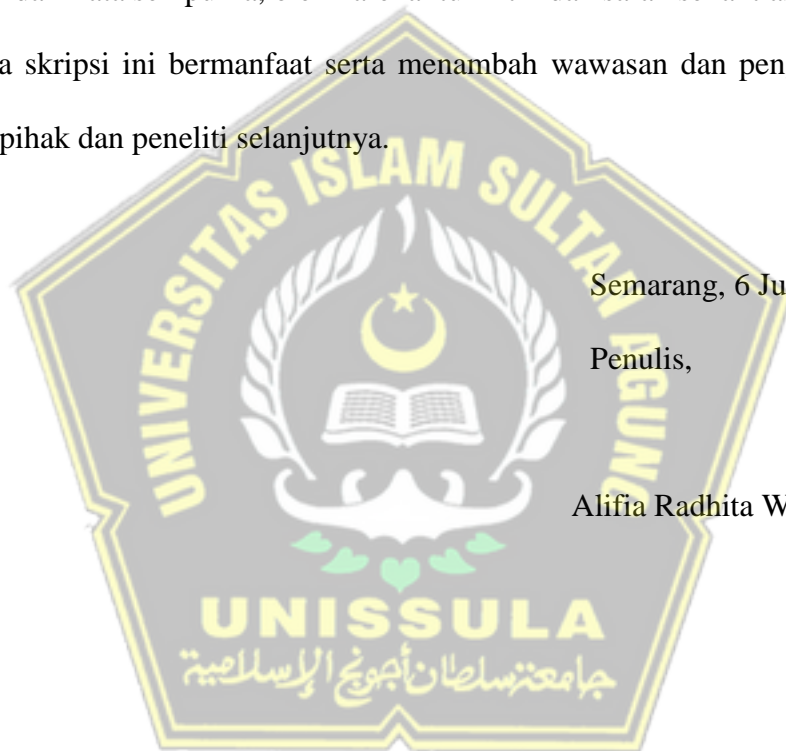 a skripsi ini bermanfaat serta menambah wawasan dan pen
pihak dan peneliti selanjutnya.
UNIVERSITAS ISLAM SULTAN AGUNG
Semarang, 6 Ju
Penulis,
Alifia Radhita W
UNISSULA
جامعة سلطان أجونج الإسلامية